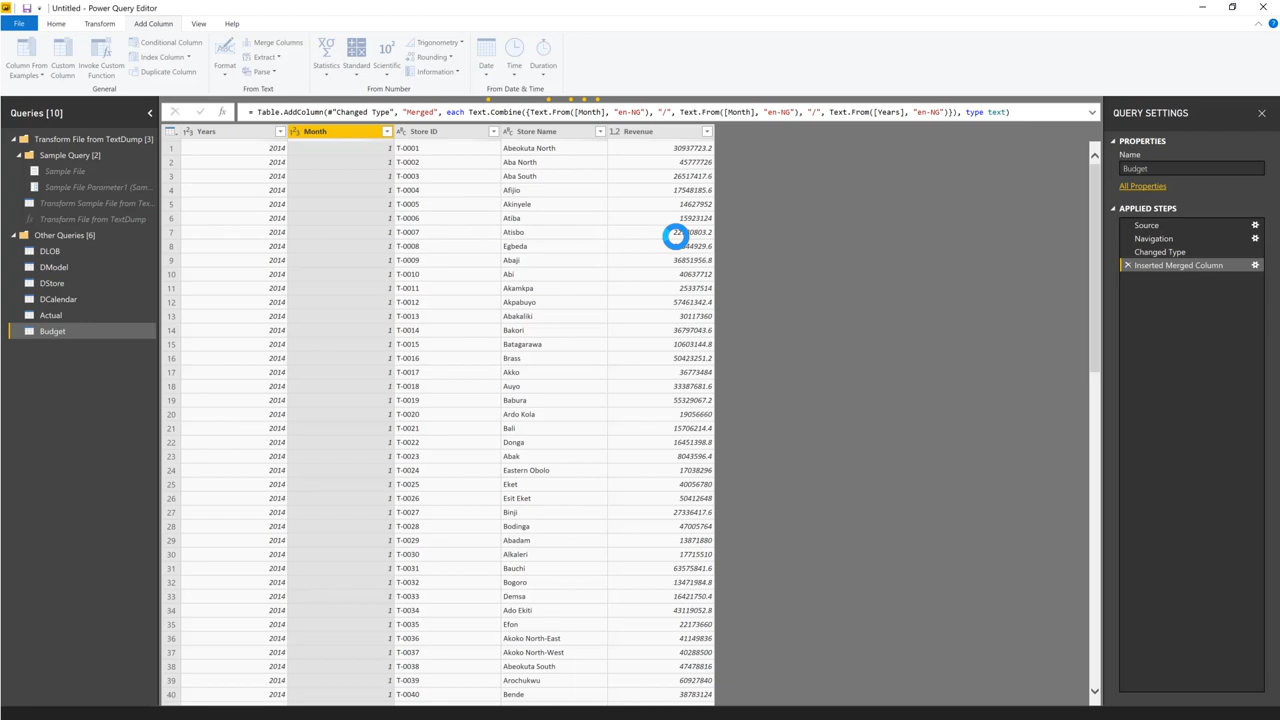 Untitled - Power Query Editor
File Home Transform Add Column View Help
Column From Examples Custom Column Invoke Custom Function Conditional Column Index Column Duplicate Column
General
Format Merge Columns Extract Parse
From Text
Statistics Standard Scientific Trigonometry Rounding Information
From Number
Date Time Duration
From Date & Time
Queries [10]
= Table.AddColumn(#"Changed Type", "Merged", each Text.Combine({Text.From([Month], "en-NG"), "/", Text.From([Month], "en-NG"), "/", Text.From([Years], "en-NG")}), type text)
Transform File from TextDump [3]
Sample Query [2]
Sample File
Sample File Parameter1 (Sam...
Transform Sample File from Tex...
Transform File from TextDump
Other Queries [6]
DLOB
DModel
DStore
DCalendar
Actual
Budget
Years Month Store ID Store Name Revenue
1 2014 1 T-0001 Abeokuta North 30937723.2
2 2014 1 T-0002 Aba North 45777726
3 2014 1 T-0003 Aba South 26517417.6
4 2014 1 T-0004 Afijio 17548185.6
5 2014 1 T-0005 Akinyele 14627952
6 2014 1 T-0006 Atiba 15923124
7 2014 1 T-0007 Atisbo
8 2014 1 T-0008 Egbeda
9 2014 1 T-0009 Abaji 36851956.8
10 2014 1 T-0010 Abi 40637712
11 2014 1 T-0011 Akamkpa 25337514
12 2014 1 T-0012 Akpabuyo 57461342.4
13 2014 1 T-0013 Abakaliki 30117360
14 2014 1 T-0014 Bakori 36797043.6
15 2014 1 T-0015 Batagarawa 10603144.8
16 2014 1 T-0016 Brass 50423251.2
17 2014 1 T-0017 Akko 36773484
18 2014 1 T-0018 Auyo 33387681.6
19 2014 1 T-0019 Babura 55329067.2
20 2014 1 T-0020 Ardo Kola 19056660
21 2014 1 T-0021 Bali 15706214.4
22 2014 1 T-0022 Donga 16451398.8
23 2014 1 T-0023 Abak 8043596.4
24 2014 1 T-0024 Eastern Obolo 17038296
25 2014 1 T-0025 Eket 40056780
26 2014 1 T-0026 Esit Eket 50412648
27 2014 1 T-0027 Binji 27336417.6
28 2014 1 T-0028 Bodinga 47005764
29 2014 1 T-0029 Abadam 13871880
30 2014 1 T-0030 Alkaleri 17715510
31 2014 1 T-0031 Bauchi 63575841.6
32 2014 1 T-0032 Bogoro 13471984.8
33 2014 1 T-0033 Demsa 16421750.4
34 2014 1 T-0034 Ado Ekiti 43119052.8
35 2014 1 T-0035 Efon 22173660
36 2014 1 T-0036 Akoko North-East 41149836
37 2014 1 T-0037 Akoko North-West 40288500
38 2014 1 T-0038 Abeokuta South 47478816
39 2014 1 T-0039 Arochukwu 60927840
40 2014 1 T-0040 Bende 38783124
QUERY SETTINGS
PROPERTIES
Name
Budget
All Properties
APPLIED STEPS
Source
Navigation
Changed Type
Inserted Merged Column